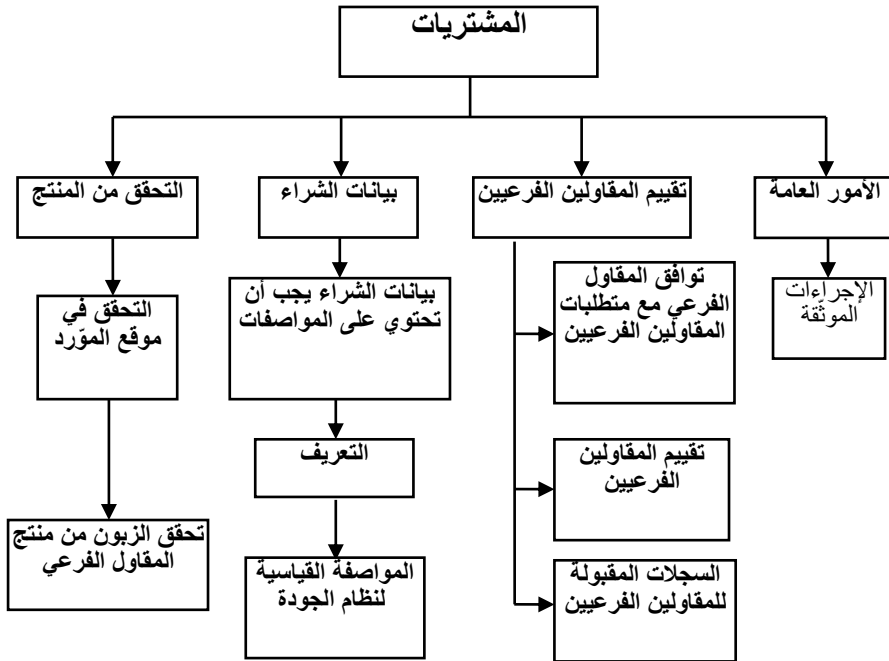 المشتريات
الأمور العامة
تقييم المقاولين الفرعيين
بيانات الشراء
التحقق من المنتج
الإجراءات
الموثّقة
توافق المقاول
الفرعي مع متطلبات
المقاولين الفرعيين
تقييم المقاولين
الفرعيين
السجلات المقبولة
للمقاولين الفرعيين
بيانات الشراء يجب أن
تحتوي على المواصفات
التعريف
المواصفة القياسية
لنظام الجودة
التحقق في
موقع المورّد
تحقق الزبون من منتج
المقاول الفرعي